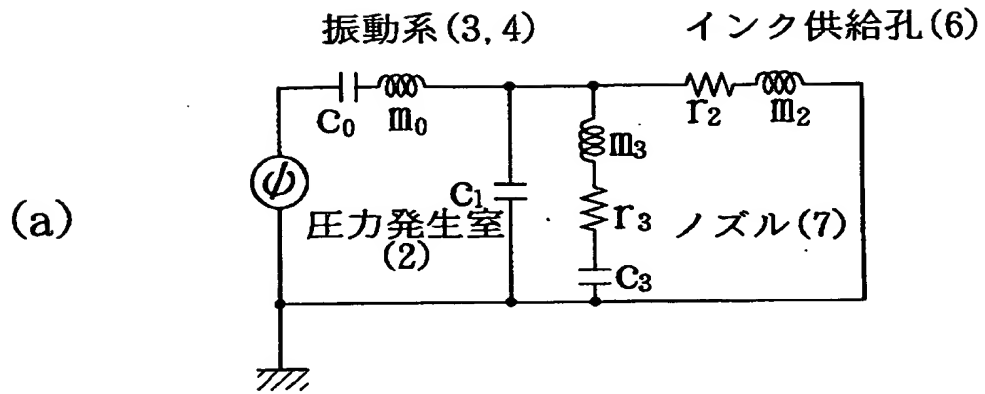 振動系(3,4)
インク供給孔(6)
C0
m0
r2
m2
m3
ψ
(a)
C1
圧力発生室
(2)
r3
ノズル(7)
C3